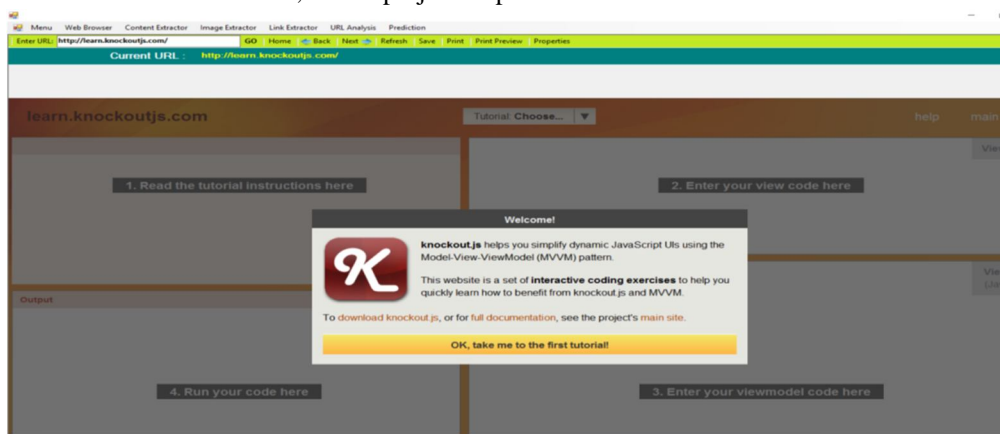 Menu Web Browser Content Extractor Image Extractor Link Extractor URL Analysis Prediction
Enter URL: http://learn.knockoutjs.com/ GO Home Back Next Refresh Save Print Print Preview Properties
Current URL : http://learn.knockoutjs.com/
learn.knockoutjs.com Tutorial: Choose... help main
1. Read the tutorial instructions here
2. Enter your view code here
Welcome!
knockout.js helps you simplify dynamic JavaScript UIs using the
Model-View-ViewModel (MVVM) pattern.
This website is a set of interactive coding exercises to help you
quickly learn how to benefit from knockout.js and MVVM.
To download knockout.js, or for full documentation, see the project's main site.
OK, take me to the first tutorial!
Output
4. Run your code here
3. Enter your viewmodel code here